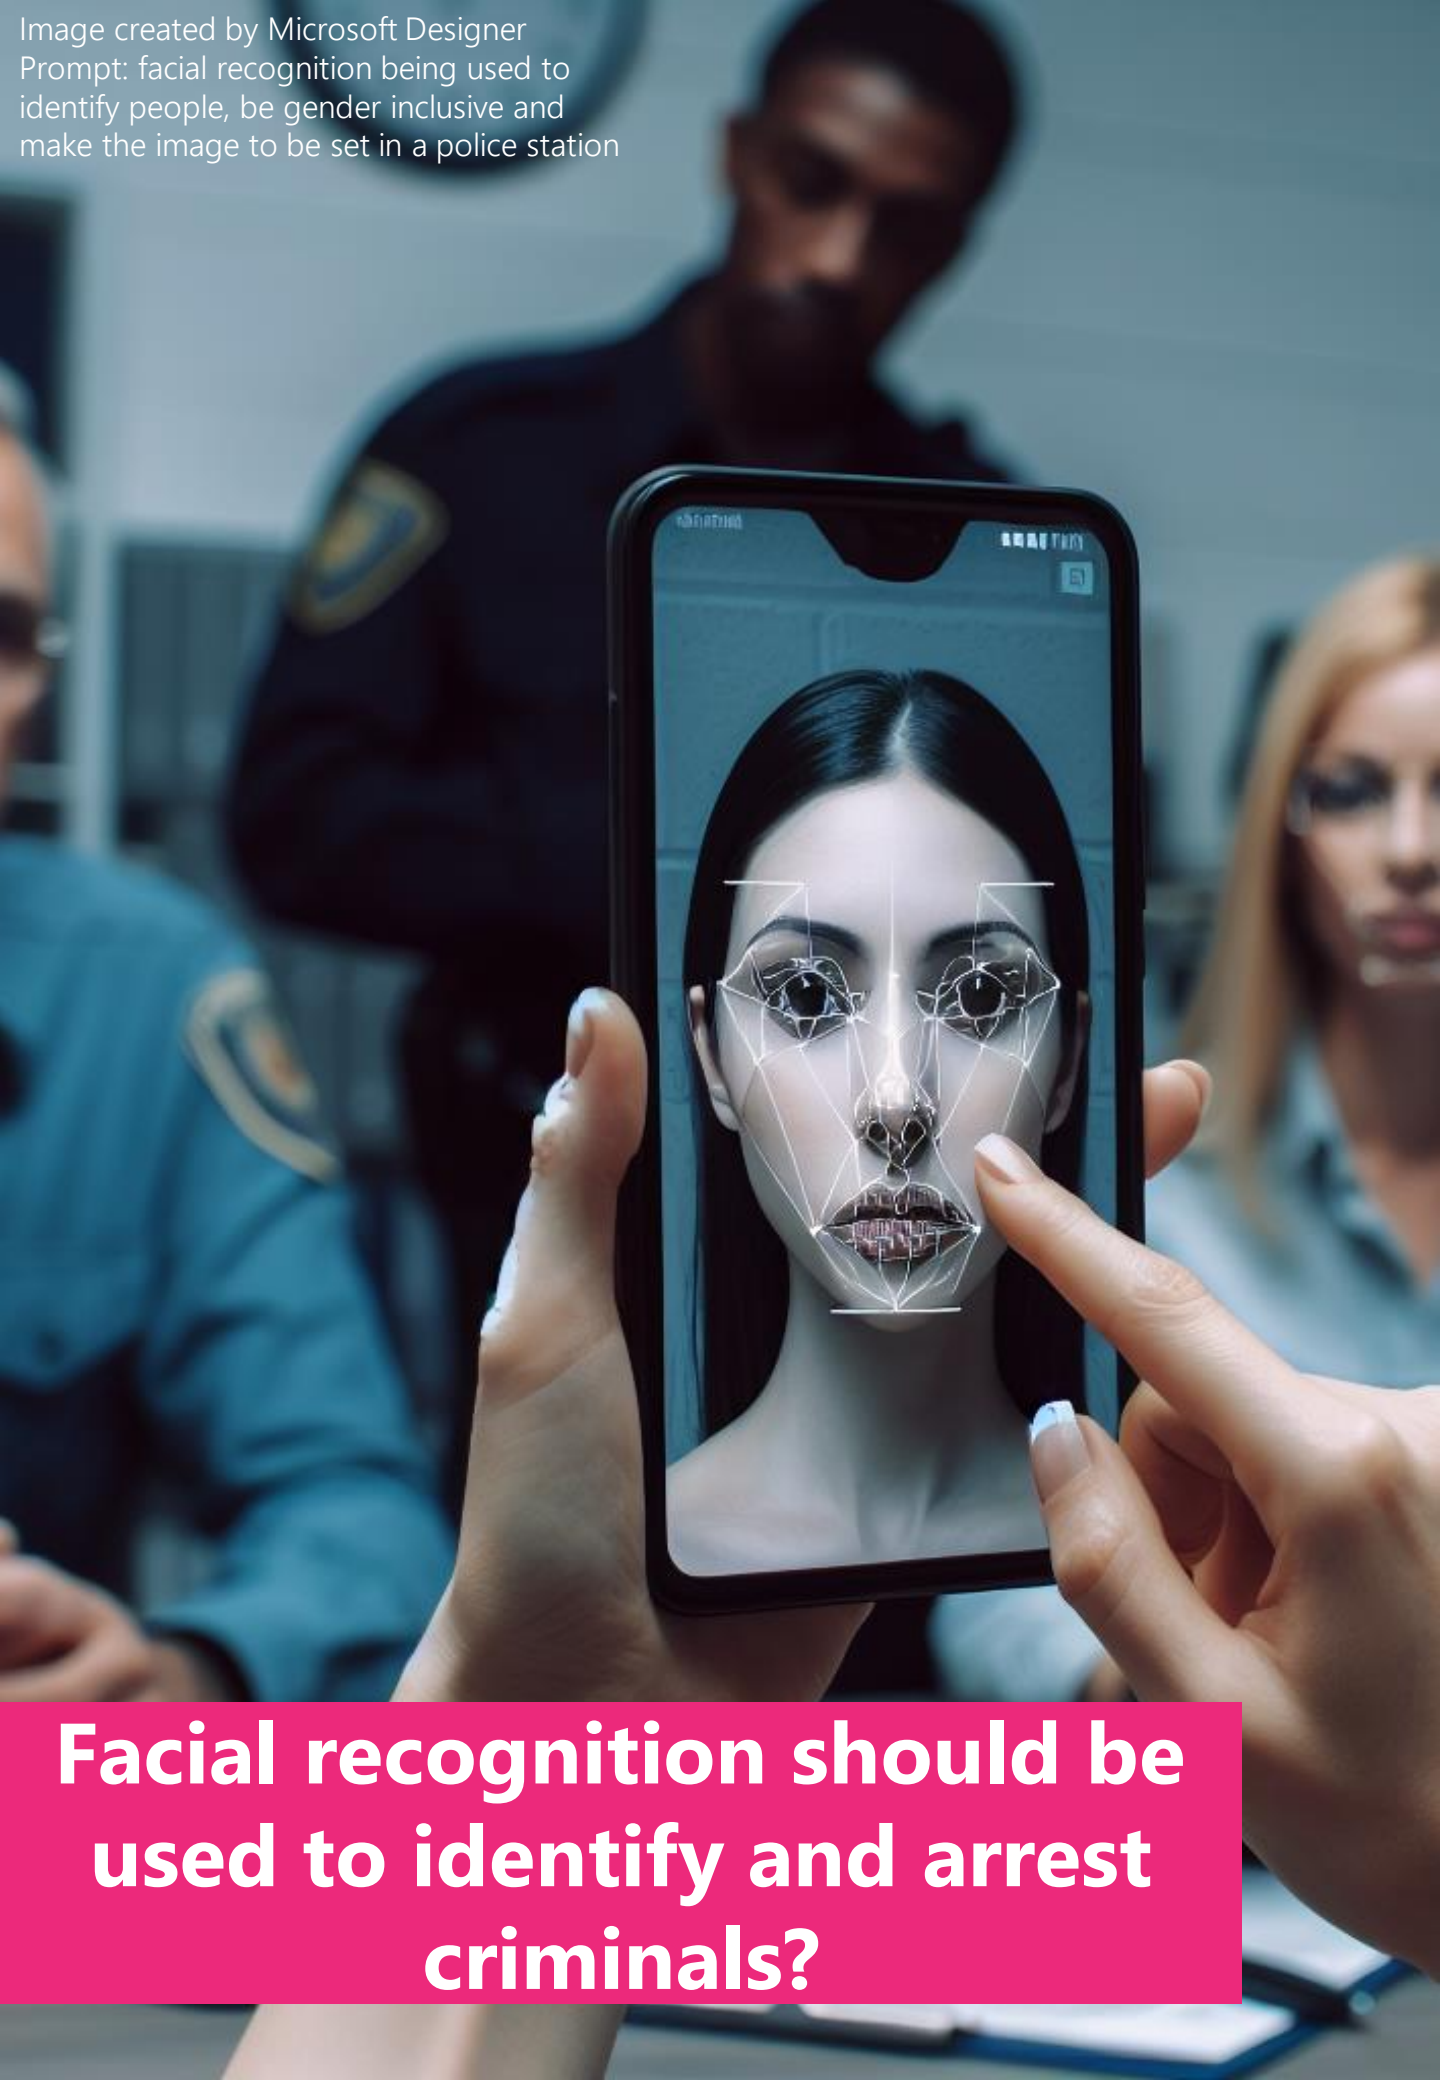 Image created by Microsoft Designer
Prompt: facial recognition being used to
identify people, be gender inclusive and
make the image to be set in a police station
Facial recognition should be
used to identify and arrest
criminals?